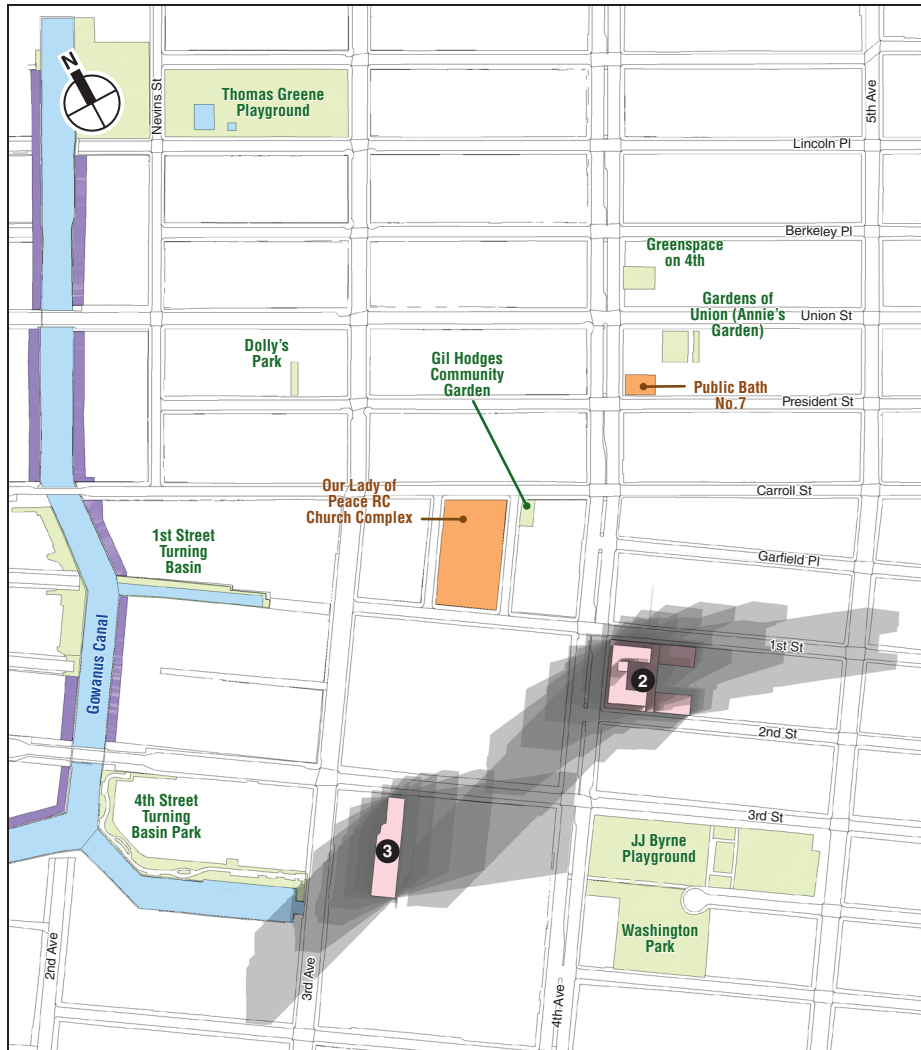 N
Nevins St
5th Ave
Thomas Greene
Playground
Lincoln Pl
Berkeley Pl
Greenspace
on 4th
Gardens of
Union (Annie's
Garden)
Union St
Dolly's
Park
Gil Hodges
Community
Garden
Public Bath
No.7
President St
Our Lady of
Peace RC
Church Complex
Carroll St
1st Street
Turning
Basin
Garfield Pl
Gowanus Canal
1st St
2
2nd St
4th Street
Turning
Basin Park
3rd St
3
JJ Byrne
Playground
Washington
Park
2nd Ave
3rd Ave
4th Ave